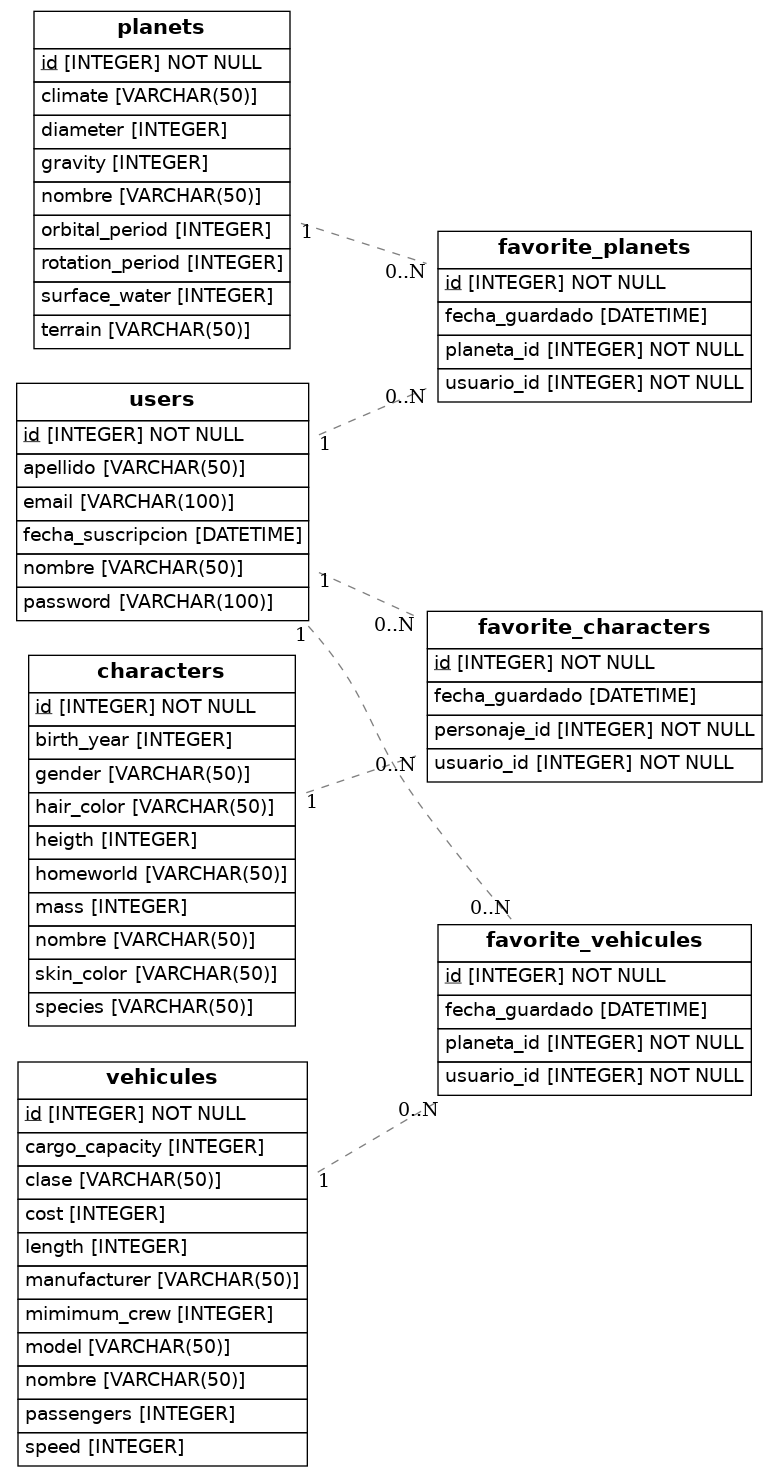 planets
id [INTEGER] NOT NULL
climate [VARCHAR(50)]
diameter [INTEGER]
gravity [INTEGER]
nombre [VARCHAR(50)]
orbital_period [INTEGER]
rotation_period [INTEGER]
surface_water [INTEGER]
terrain [VARCHAR(50)]
1
0..N
favorite_planets
id [INTEGER] NOT NULL
fecha_guardado [DATETIME]
planeta_id [INTEGER] NOT NULL
usuario_id [INTEGER] NOT NULL
0..N
1
users
id [INTEGER] NOT NULL
apellido [VARCHAR(50)]
email [VARCHAR(100)]
fecha_suscripcion [DATETIME]
nombre [VARCHAR(50)]
password [VARCHAR(100)]
1
0..N
1
favorite_characters
id [INTEGER] NOT NULL
fecha_guardado [DATETIME]
personaje_id [INTEGER] NOT NULL
usuario_id [INTEGER] NOT NULL
0..N
1
characters
id [INTEGER] NOT NULL
birth_year [INTEGER]
gender [VARCHAR(50)]
hair_color [VARCHAR(50)]
heigth [INTEGER]
homeworld [VARCHAR(50)]
mass [INTEGER]
nombre [VARCHAR(50)]
skin_color [VARCHAR(50)]
species [VARCHAR(50)]
0..N
favorite_vehicules
id [INTEGER] NOT NULL
fecha_guardado [DATETIME]
planeta_id [INTEGER] NOT NULL
usuario_id [INTEGER] NOT NULL
0..N
1
vehicules
id [INTEGER] NOT NULL
cargo_capacity [INTEGER]
clase [VARCHAR(50)]
cost [INTEGER]
length [INTEGER]
manufacturer [VARCHAR(50)]
mimimum_crew [INTEGER]
model [VARCHAR(50)]
nombre [VARCHAR(50)]
passengers [INTEGER]
speed [INTEGER]